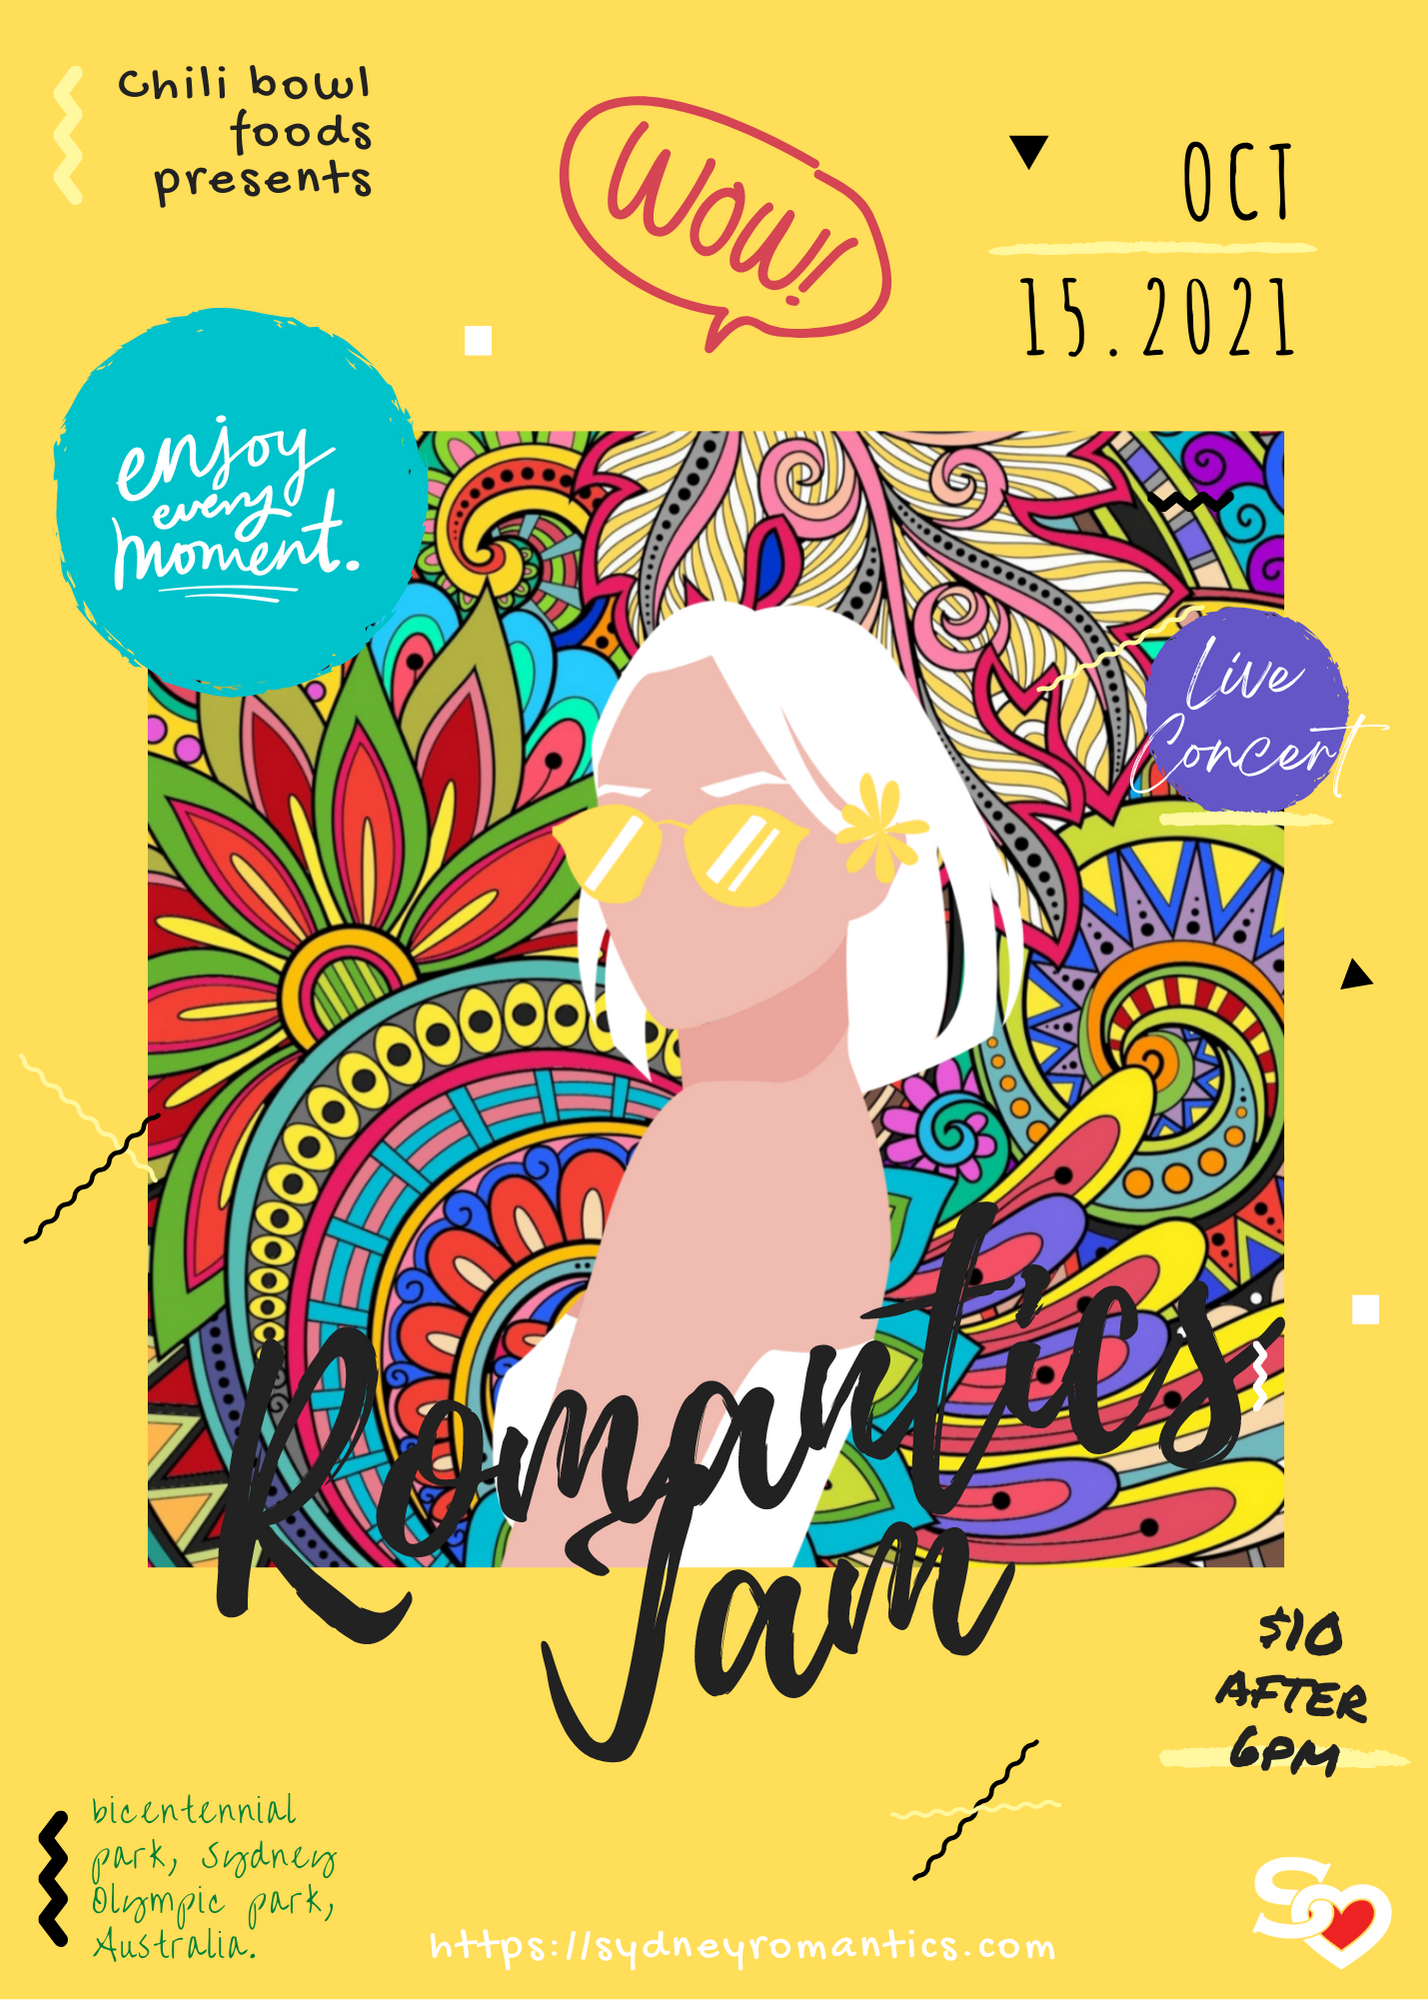 Chili bowl
foods
presents
WOW!
OCT
15.2021
enjoy
every
moment.
Live
Concert
Romantics
Jam
$10
AFTER
6PM
bicentennial
park, Sydney
Olympic park,
Australia.
https://sydneyromantics.com
S